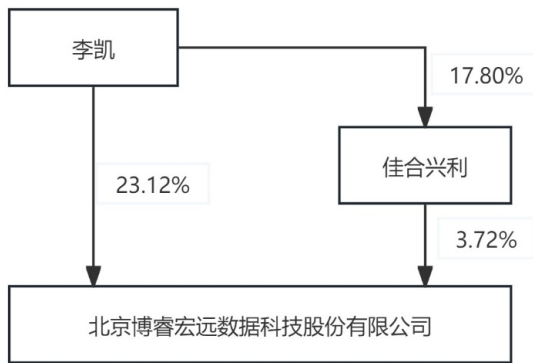 李凯
17.80%
佳合兴利
23.12%
3.72%
北京博睿宏远数据科技股份有限公司